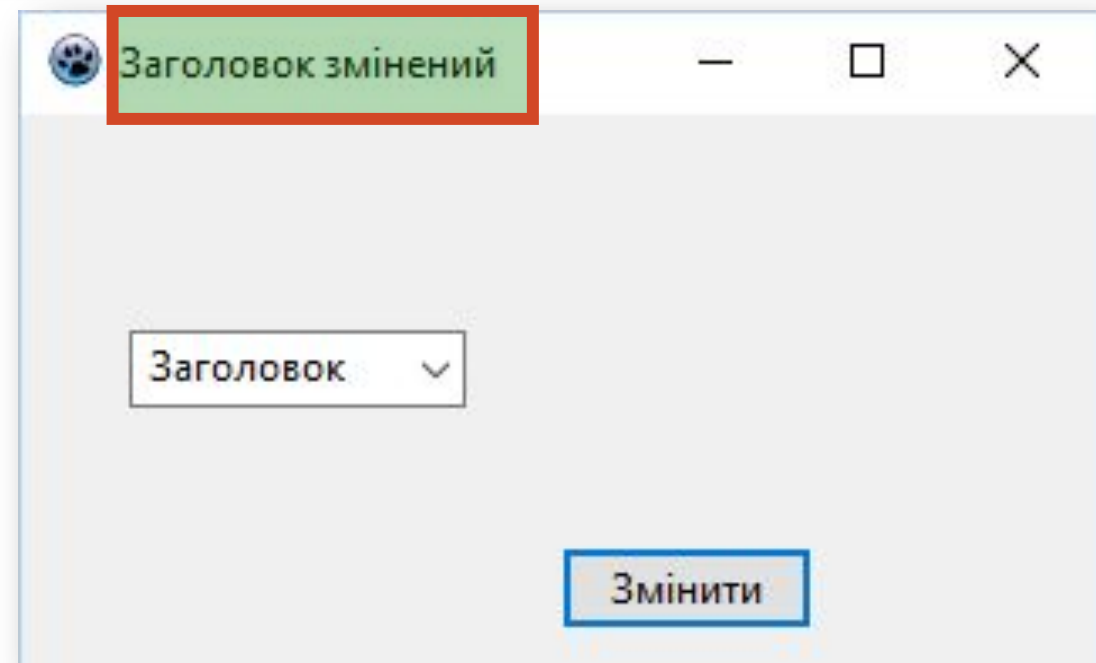 Заголовок змінений
Заголовок
Змінити